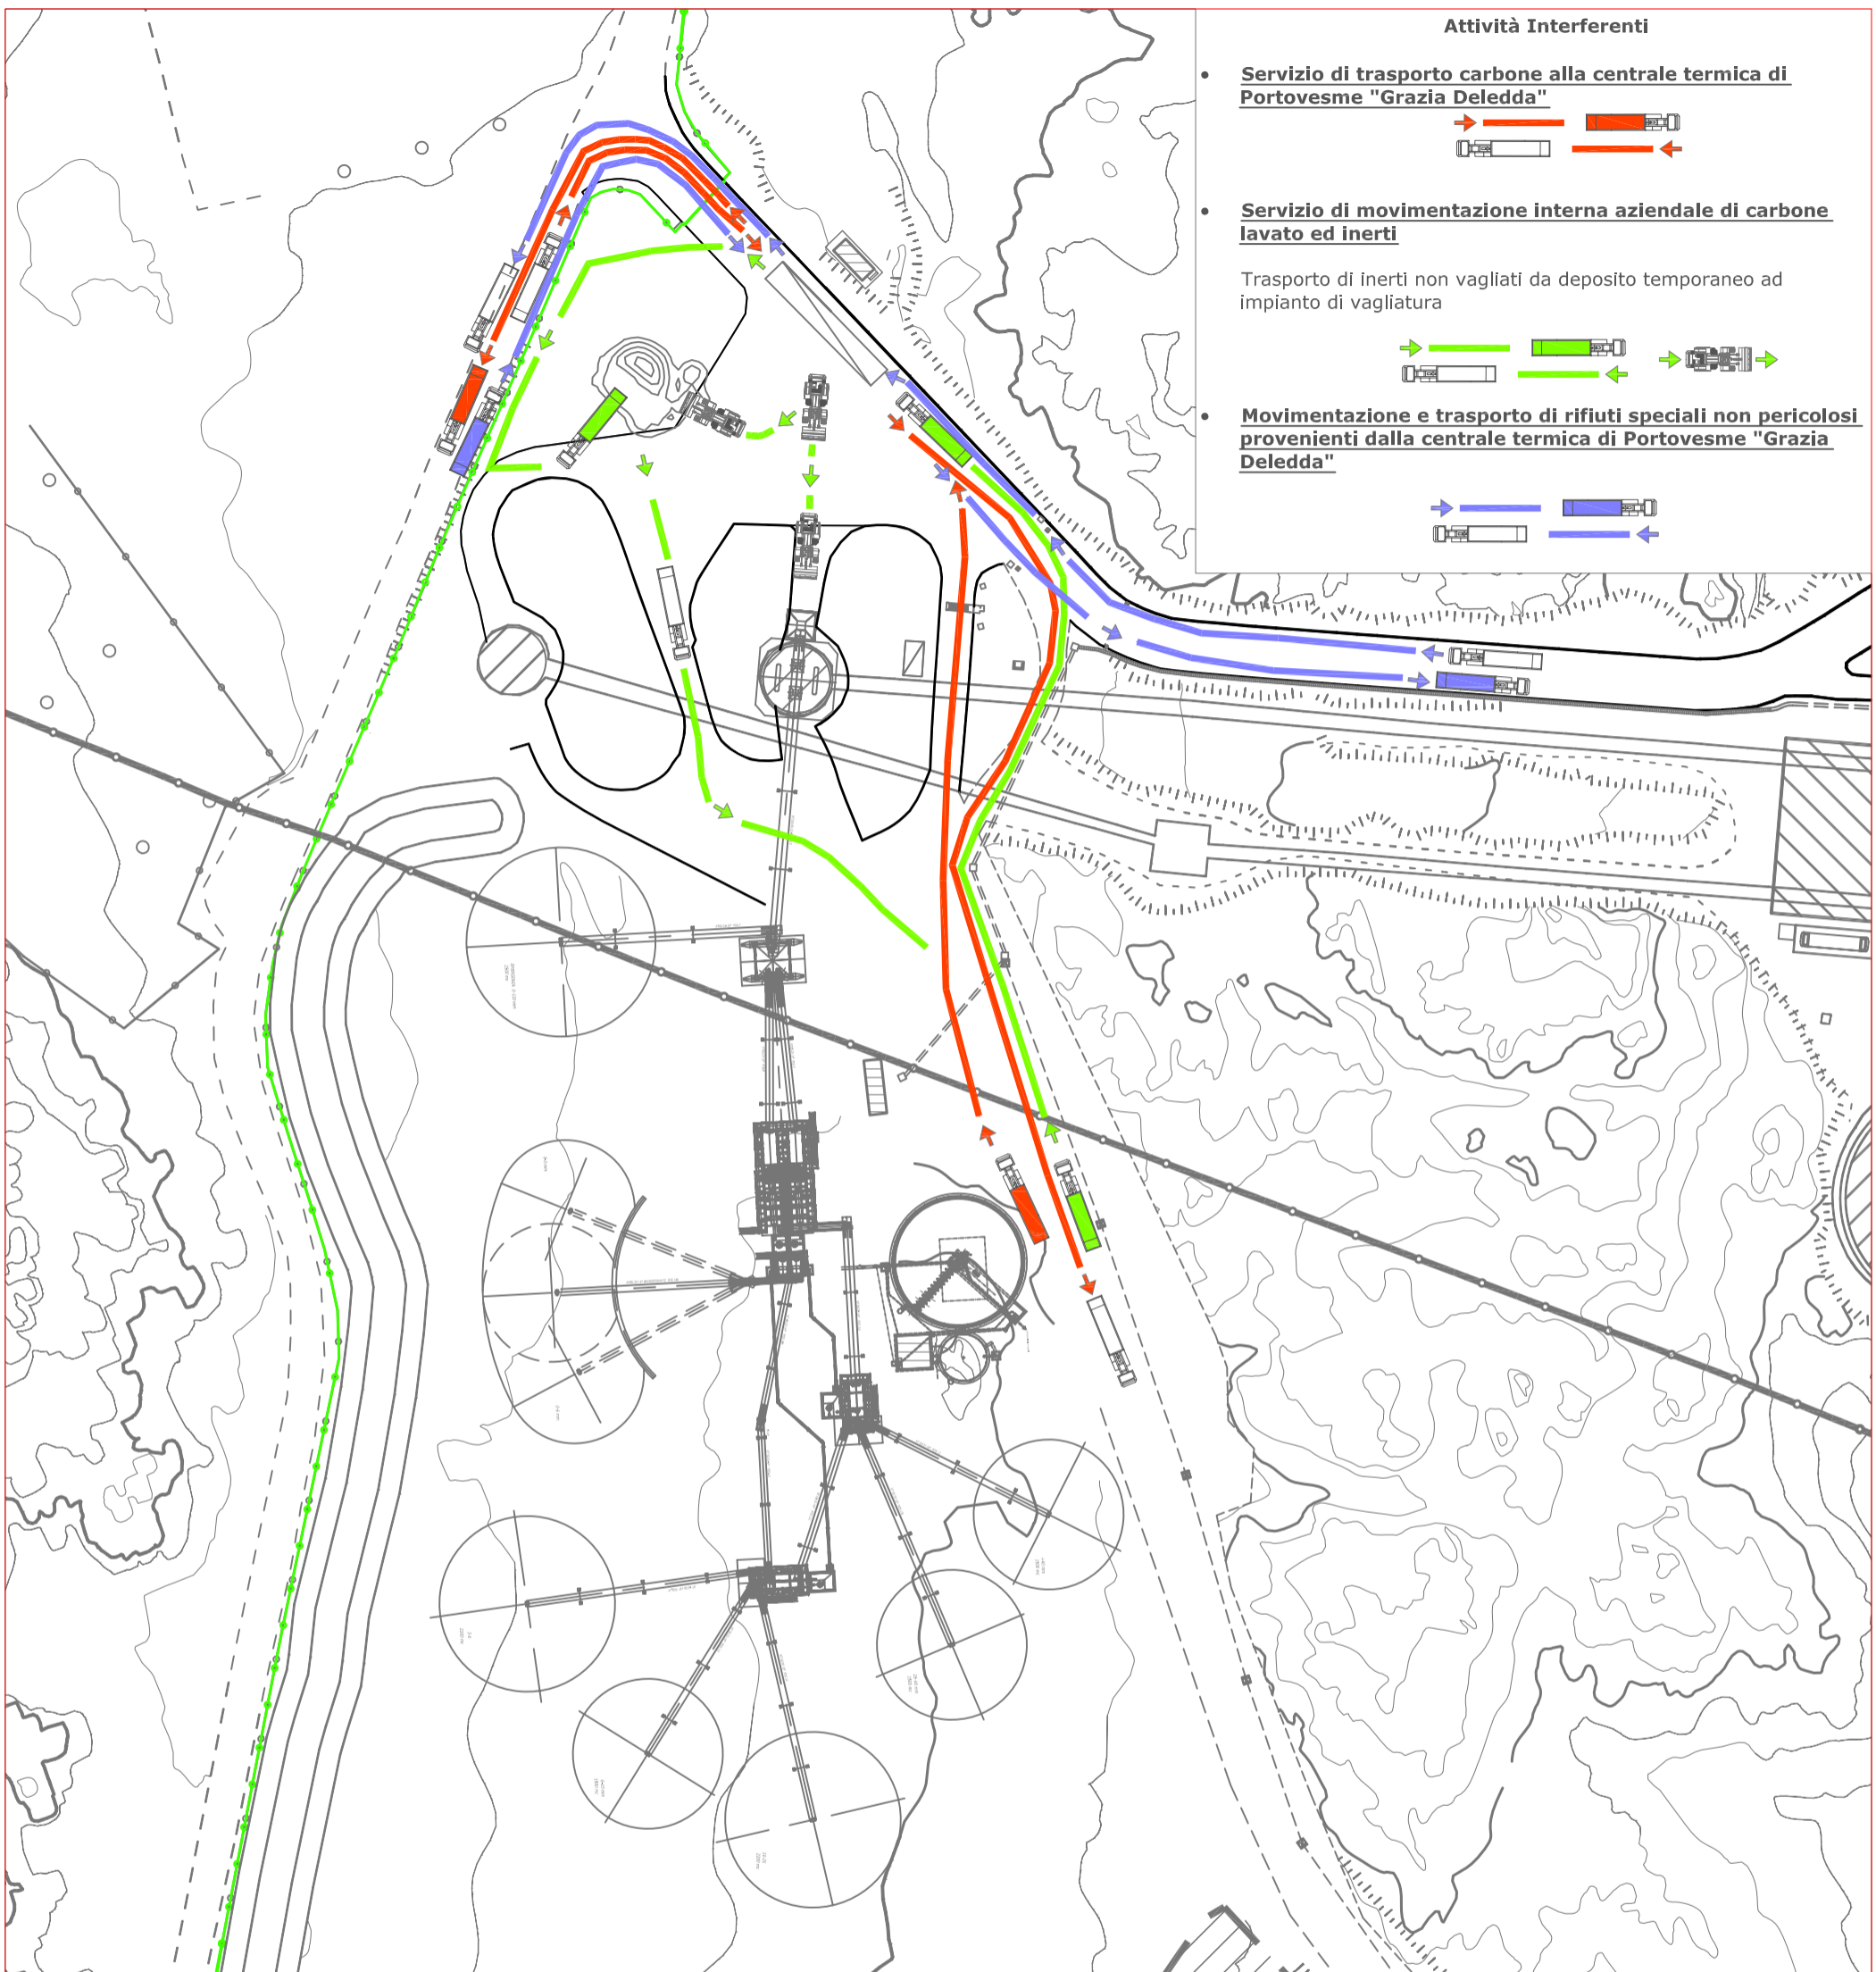 Attività Interferenti
• Servizio di trasporto carbone alla centrale termica di
Portovesme "Grazia Deledda"
• Servizio di movimentazione interna aziendale di carbone
lavato ed inerti
Trasporto di inerti non vagliati da deposito temporaneo ad
impianto di vagliatura
• Movimentazione e trasporto di rifiuti speciali non pericolosi
provenienti dalla centrale termica di Portovesme "Grazia
Deledda"